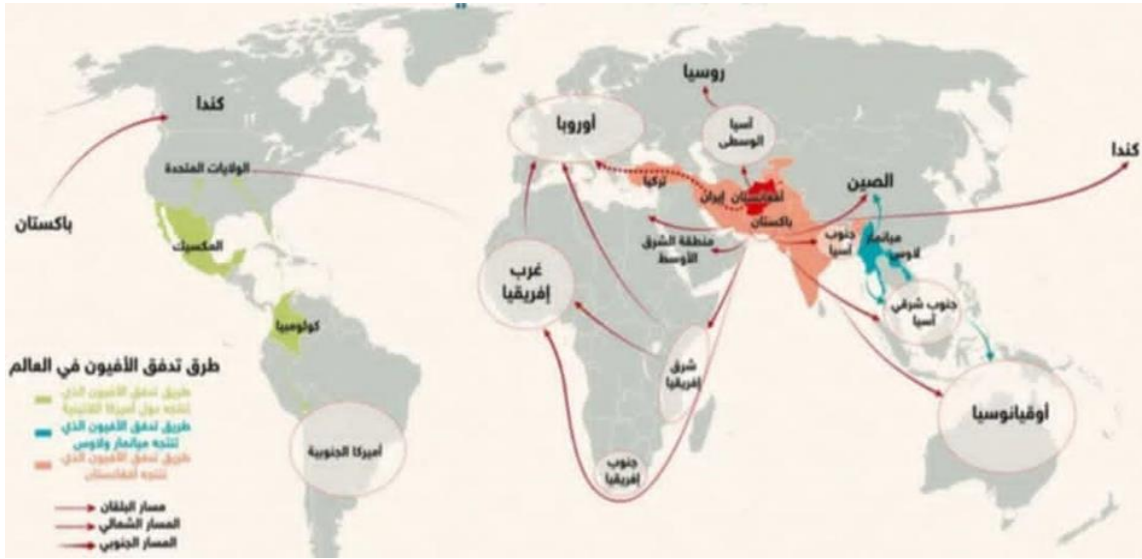 كندا
روسيا
أوروبا
آسيا
الوسطى
كندا
الولايات المتحدة
الصين
تركيا
إيران
أفغانستان
باكستان
باكستان
المكسيك
منطقة الشرق
الأوسط
جنوب
آسيا
ميانمار
لاوس
غرب
إفريقيا
جنوب شرقي
آسيا
كولومبيا
شرق
إفريقيا
أوقيانوسيا
أميركا الجنوبية
جنوب
إفريقيا
طرق تدفق الأفيون في العالم
طريق تدفق الأفيون الذي
تنتجه دول أميركا اللاتينية
طريق تدفق الأفيون الذي
تنتجه ميانمار ولاوس
طريق تدفق الأفيون الذي
تنتجه أفغانستان
مسار البلقان
المسار الشمالي
المسار الجنوبي